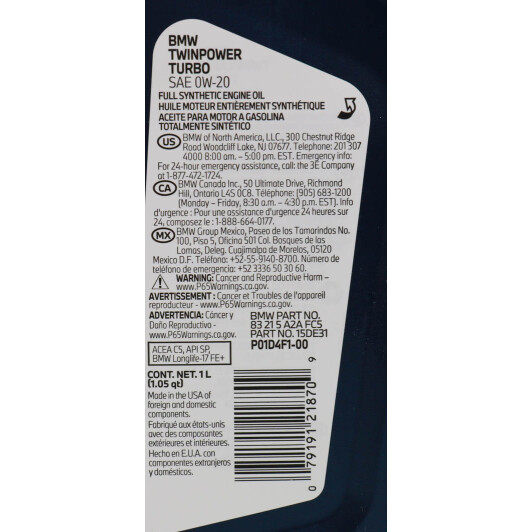 BMW
TWINPOWER
TURBO
SAE 0W-20
FULL SYNTHETIC ENGINE OIL
HUILE MOTEUR ENTIÈREMENT SYNTHÉTIQUE
ACEITE PARA MOTOR A GASOLINA
TOTALMENTE SINTÉTICO
US BMW of North America, LLC., 300 Chestnut Ridge
Road Woodcliff Lake, NJ 07677. Telephone: 201 307
4000 8:00 am. – 5:00 pm EST. Emergency info:
For 24-hour emergency assistance, call the 3E Company
at 1-877-472-1724.
CA BMW Canada Inc., 50 Ultimate Drive, Richmond
Hill, Ontario L4S 0C8. Téléphone: (905) 683-1200
(Monday – Friday, 8:30 a.m. – 4:30 p.m EST). Info
d'urgence : Pour une assistance d'urgence 24 heures sur
24, composez le : 1-888-664-0177.
MX BMW Group Mexico, Paseo de los Tamarindos No.
100, Piso 5, Oficina 501 Col. Bosques de las
Lomas, Deleg. Cuajimalpa de Morelos, 05120
Mexico D.F. Teléfono: +52-55-9140-8700. Número de
teléfono de emergencia: +52 3336 50 30 60.
WARNING: Cancer and Reproductive Harm –
www.P65Warnings.ca.gov.
AVERTISSEMENT : Cancer et Troubles de l'appareil
reproducteur - www.P65Warnings.ca.gov.
ADVERTENCIA: Cáncer y
Daño Reproductivo -
www.P65Warnings.ca.gov.
BMW PART NO.
83 21 5 A2A FC5
PART NO. 15DE31
P01D4F1-00
ACEA C5, API SP,
BMW Longlife-17 FE+
CONT. NET. 1 L
(1.05 qt)
Made in the USA of
foreign and domestic
components.
Fabriqué aux états-unis
avec des composantes
extérieures et intérieures.
Hecho en E.U.A. con
componentes extranjeros
y domésticos.
0 79191 21870 9